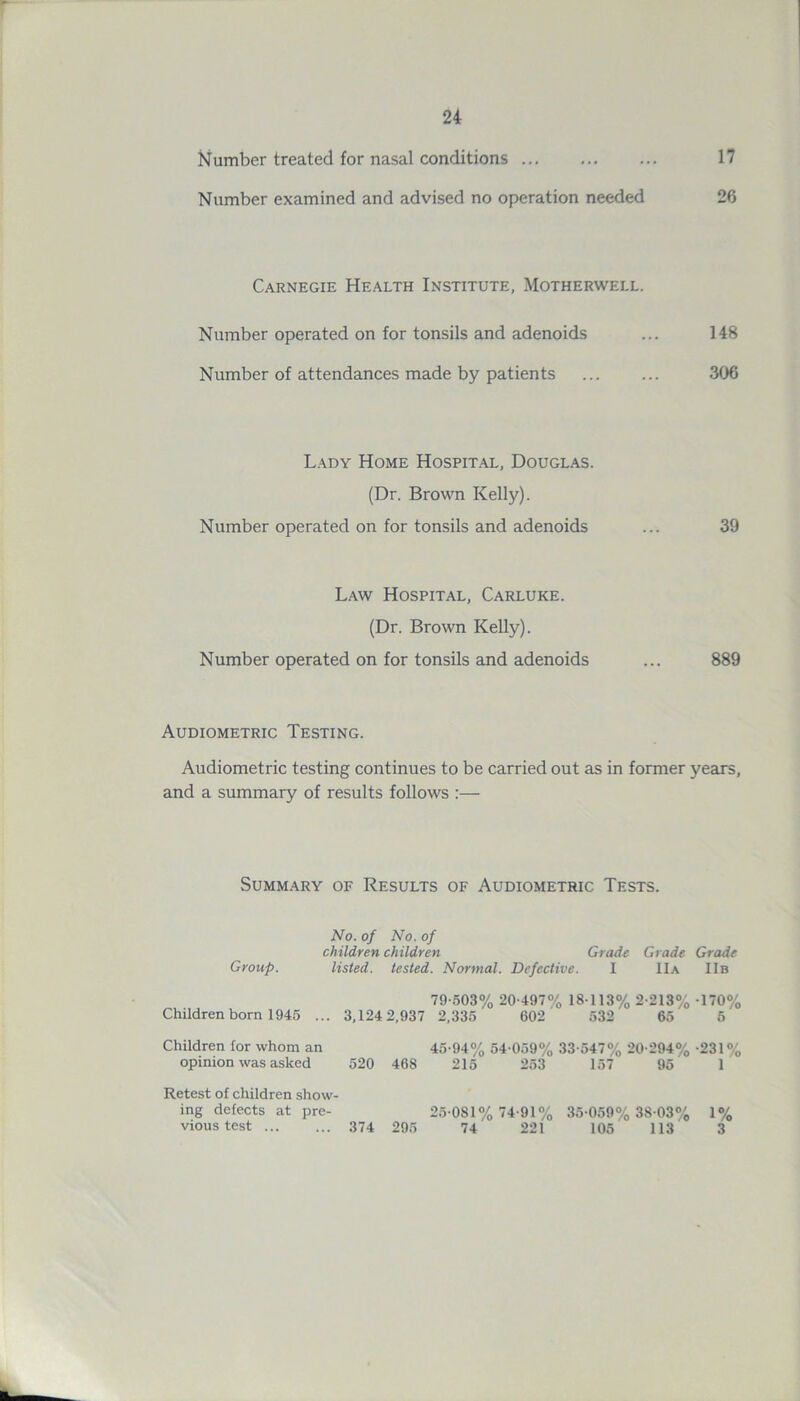 24
Number treated for nasal conditions ... ... ... 17
Number examined and advised no operation needed 26
Carnegie Health Institute, Motherwell.
Number operated on for tonsils and adenoids ... 148
Number of attendances made by patients ... ... 306
Lady Home Hospital, Douglas.
(Dr. Brown Kelly).
Number operated on for tonsils and adenoids ... 39
Law Hospital, Carluke.
(Dr. Brown Kelly).
Number operated on for tonsils and adenoids ... 889
Audiometric Testing.
Audiometric testing continues to be carried out as in former years,
and a summary of results follows :—
Summary of Results of Audiometric Tests.
No. of No. of
children children Grade Grade Grade
Group. listed. tested. Normal. Defective. I IIa IIb
79·503% 20·497% 18·113% 2·213% ·170%
Children born 1945 ... 3,124 2,937 2,335 602 532 65 5
Children for whom an 45·94% 54·059% 33·547% 20·294% ·231%
opinion was asked 520 468 215 253 157 95 1
Retest of children show-
ing defects at pre- 25·081% 74·91% 35·059% 38·03% 1%
vious test ... ... 374 295 74 221 105 113 3